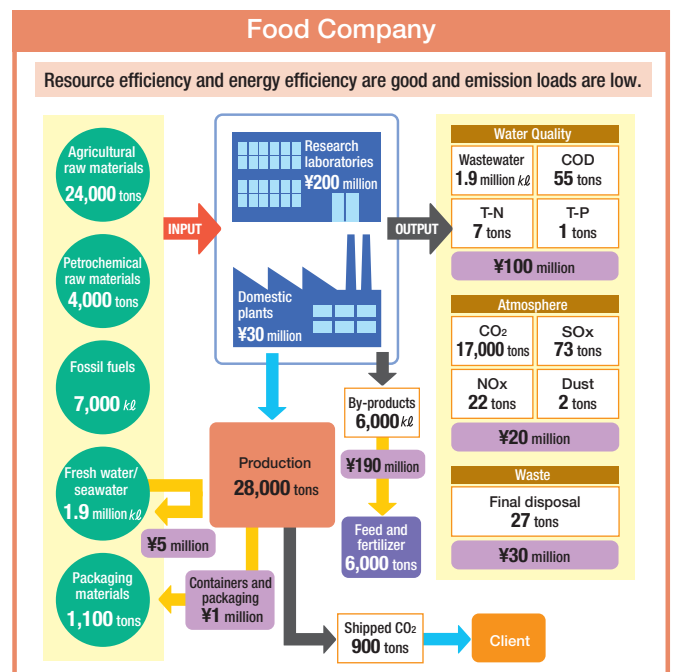 Food Company
Resource efficiency and energy efficiency are good and emission loads are low.
Agricultural
raw materials
24,000 tons
Petrochemical
raw materials
4,000 tons
Fossil fuels
7,000 kℓ
Fresh water/
seawater
1.9 million kℓ
¥5 million
Packaging
materials
1,100 tons
INPUT
Research
laboratories
¥200 million
Domestic
plants
¥30 million
OUTPUT
Production
28,000 tons
By-products
6,000 kℓ
¥190 million
Feed and
fertilizer
6,000 tons
Containers and
packaging
¥1 million
Shipped CO₂
900 tons
Client
Water Quality
Wastewater
1.9 million kℓ
COD
55 tons
T-N
7 tons
T-P
1 tons
¥100 million
Atmosphere
CO₂
17,000 tons
SOx
73 tons
NOx
22 tons
Dust
2 tons
¥20 million
Waste
Final disposal
27 tons
¥30 million